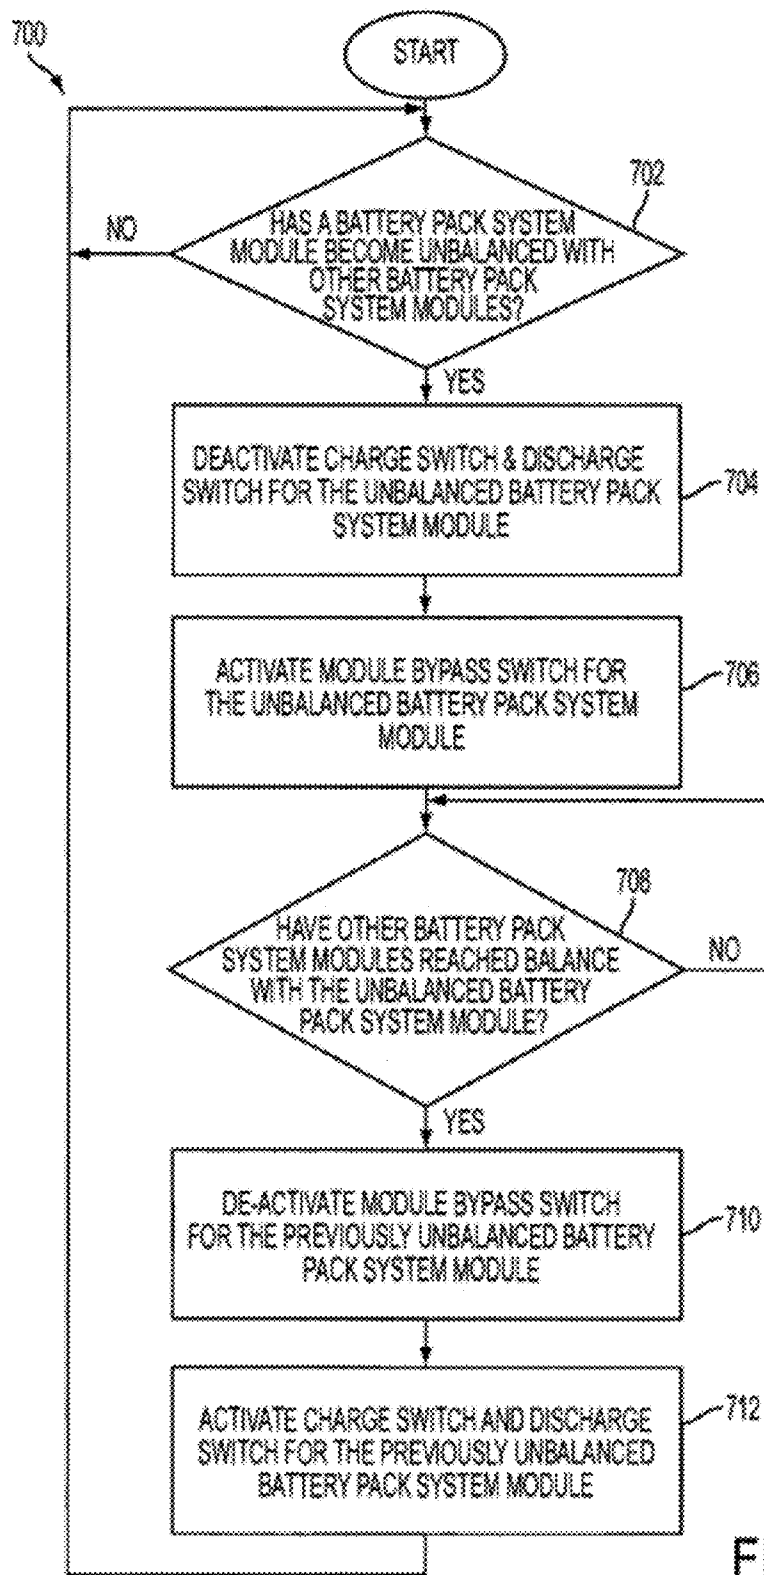 700
START
702
HAS A BATTERY PACK SYSTEM
MODULE BECOME UNBALANCED WITH
OTHER BATTERY PACK
SYSTEM MODULES?
NO
YES
DEACTIVATE CHARGE SWITCH & DISCHARGE
SWITCH FOR THE UNBALANCED BATTERY PACK
SYSTEM MODULE
704
ACTIVATE MODULE BYPASS SWITCH FOR
THE UNBALANCED BATTERY PACK SYSTEM
MODULE
706
708
HAVE OTHER BATTERY PACK
SYSTEM MODULES REACHED BALANCE
WITH THE UNBALANCED BATTERY
PACK SYSTEM MODULE?
NO
YES
DE-ACTIVATE MODULE BYPASS SWITCH
FOR THE PREVIOUSLY UNBALANCED BATTERY
PACK SYSTEM MODULE
710
ACTIVATE CHARGE SWITCH AND DISCHARGE
SWITCH FOR THE PREVIOUSLY UNBALANCED
BATTERY PACK SYSTEM MODULE
712